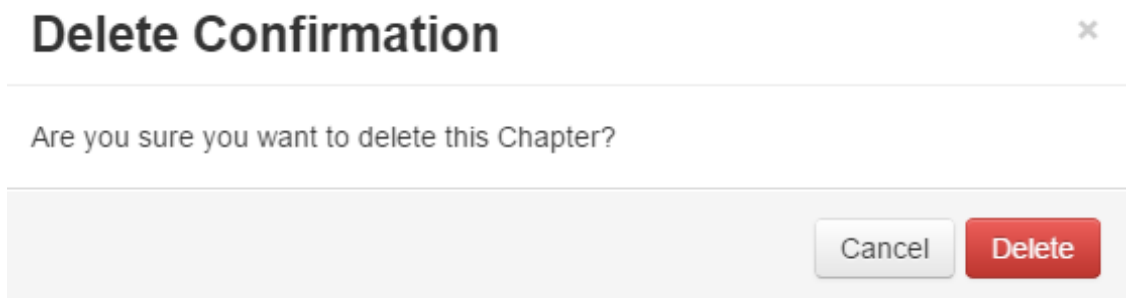 Delete Confirmation ×
Are you sure you want to delete this Chapter?
Cancel Delete